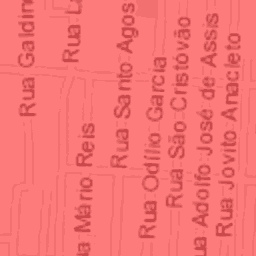 Rua Galdin
Rua L
Rua Santo Agos
Rua Mário Reis
Rua Odílio Garcia
Rua São Cristóvão
Rua Adolfo José de Assis
Rua Jovito Anacleto